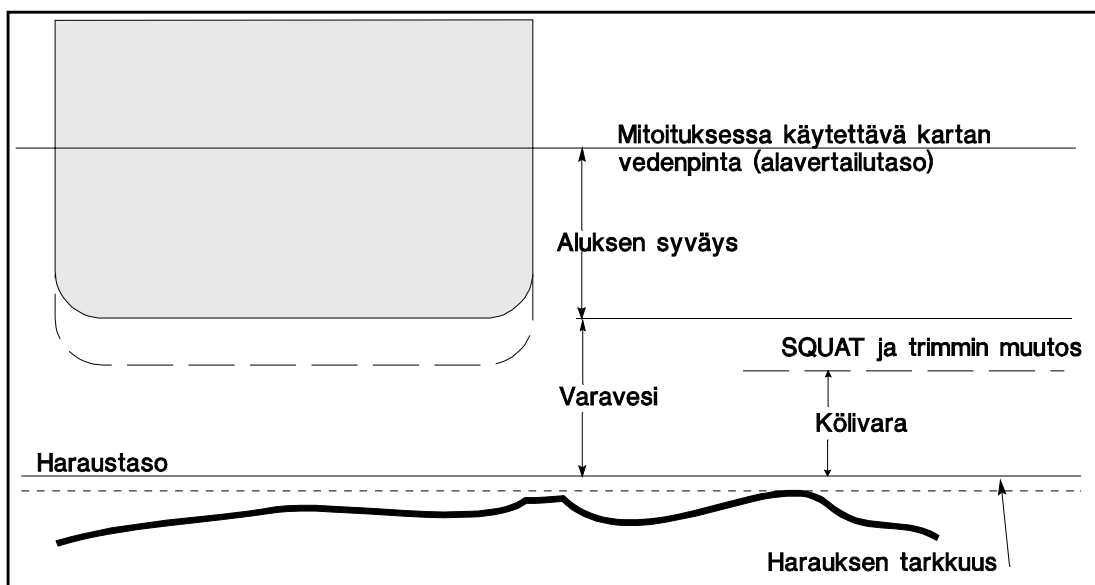 Mitoituksessa käytettävä kartan
vedenpinta (alavertailutaso)
Aluksen syväys
SQUAT ja trimmin muutos
Varavesi
Kölivara
Haraustaso
Harauksen tarkkuus